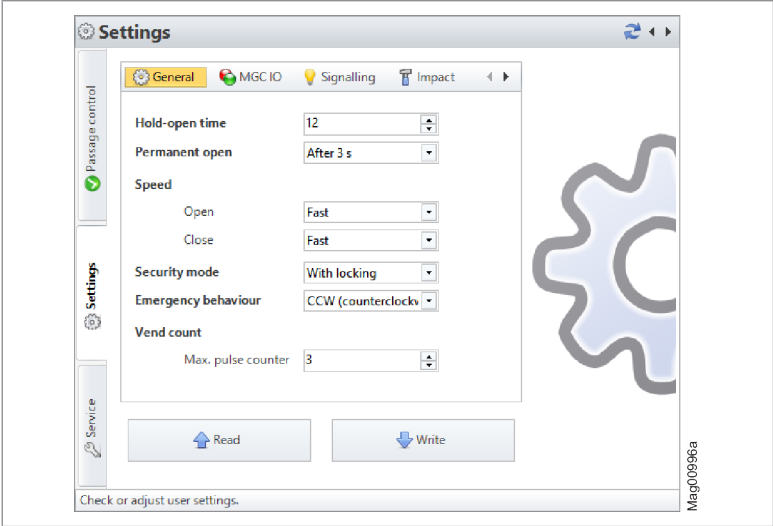 Settings
General MGC IO Signalling Impact
Passage control
Settings
Service
Hold-open time 12
Permanent open After 3 s
Speed
Open Fast
Close Fast
Security mode With locking
Emergency behaviour CCW (counterclockw
Vend count
Max. pulse counter 3
Read Write
Check or adjust user settings.
Mag00996a